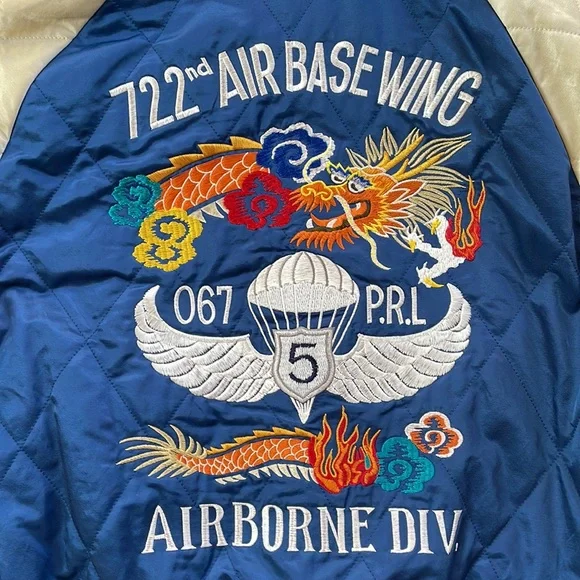 722nd AIR BASE WING
067 P.R.L
5
AIRBORNE DIV.